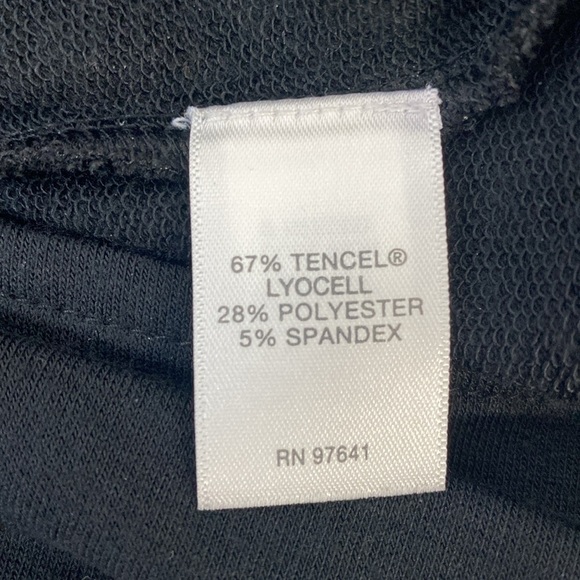 67% TENCEL®
LYOCELL
28% POLYESTER
5% SPANDEX
RN 97641